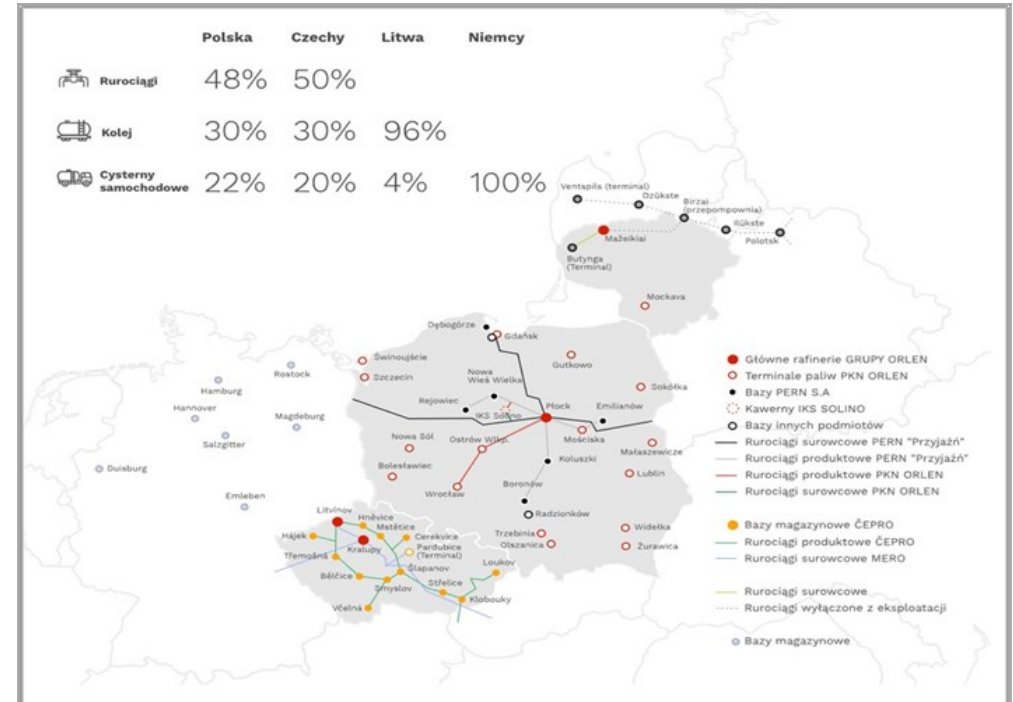 Polska Czechy Litwa Niemcy
Rurociągi 48% 50%
Kolej 30% 30% 96%
Cysterny
samochodowe 22% 20% 4% 100%
Ventspils (terminal)
Dzūkste
Birzai
(przepompownia)
Ilūkste
Polotsk
Mažeikiai
Butynga
(Terminal)
Mockava
Dębogórze
Gdańsk
Gutkowo
Świnoujście
Szczecin
Sokółka
Nowa
Wieś Wielka
Rejowiec
IKS Solino
Płock
Emilianów
Mościska
Nowa Sól
Ostrów Wlkp.
Małaszewicze
Koluszki
Bolesławiec
Lublin
Wrocław
Boronów
Radzionków
Trzebinia
Olszanica
Widełka
Żurawica
Rostock
Hamburg
Hannover
Magdeburg
Salzgitter
Duisburg
Emleben
Litvínov
Hněvice
Mstětice
Cerekvice
Hájek
Kralupy
Pardubice
(Terminal)
Třemošná
Šlapanov
Loukov
Bělčice
Smyslov
Střelice
Včelná
Klobouky
Główne rafinerie GRUPY ORLEN
Terminale paliw PKN ORLEN
Bazy PERN S.A
Kawerny IKS SOLINO
Bazy innych podmiotów
Rurociągi surowcowe PERN "Przyjaźń"
Rurociągi produktowe PERN "Przyjaźń"
Rurociągi produktowe PKN ORLEN
Rurociągi surowcowe PKN ORLEN
Bazy magazynowe ČEPRO
Rurociągi produktowe ČEPRO
Rurociągi surowcowe MERO
Rurociągi surowcowe
Rurociągi wyłączone z eksploatacji
Bazy magazynowe